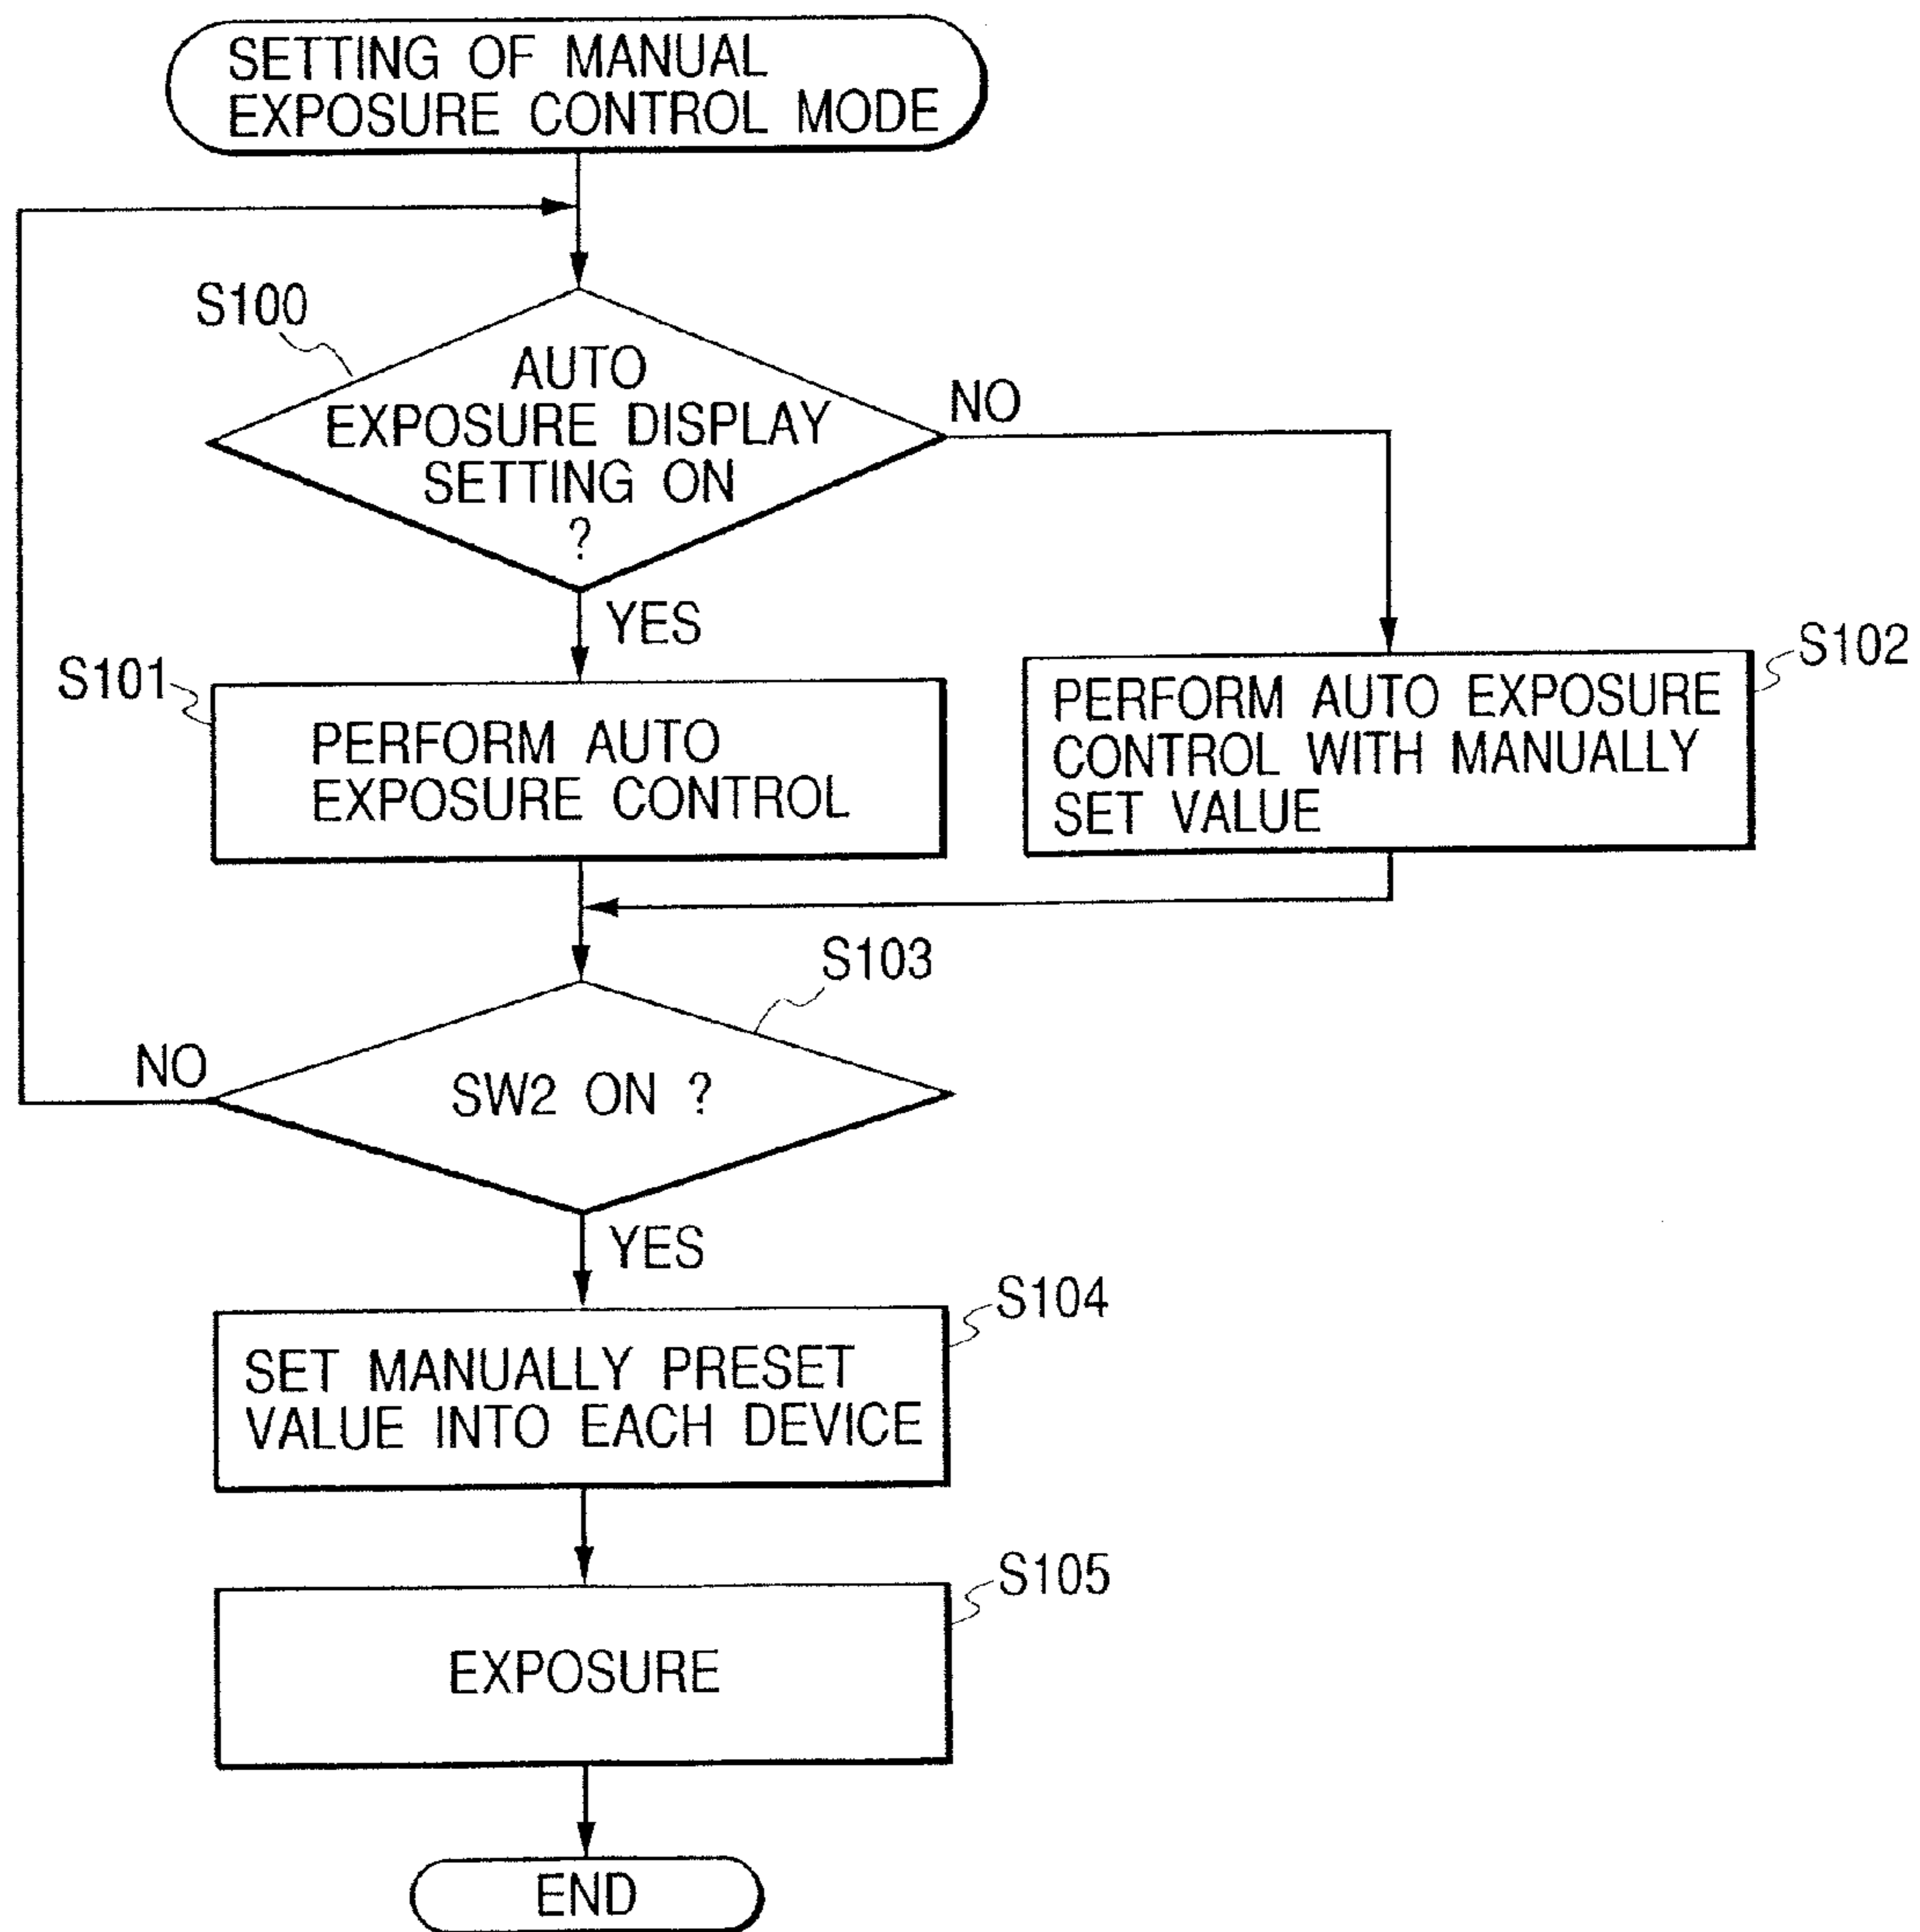 SETTING OF MANUAL
EXPOSURE CONTROL MODE
S100
AUTO
EXPOSURE DISPLAY
SETTING ON
?
NO
YES
S101
PERFORM AUTO
EXPOSURE CONTROL
S102
PERFORM AUTO EXPOSURE
CONTROL WITH MANUALLY
SET VALUE
S103
NO
SW2 ON ?
YES
S104
SET MANUALLY PRESET
VALUE INTO EACH DEVICE
S105
EXPOSURE
END